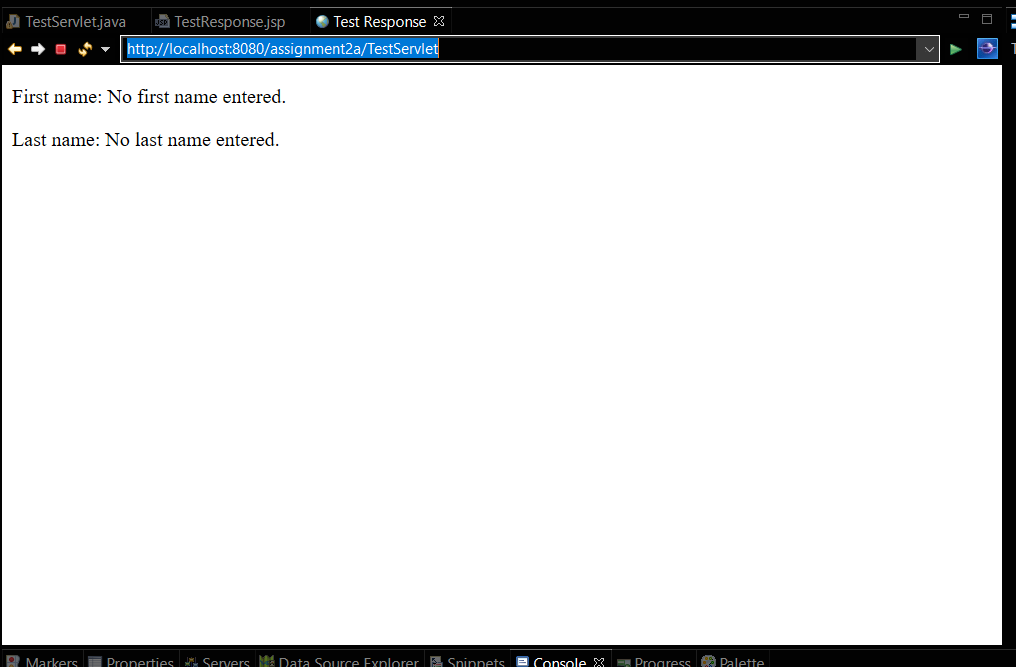 TestServlet.java TestResponse.jsp Test Response
http://localhost:8080/assignment2a/TestServlet
First name: No first name entered.
Last name: No last name entered.
Markers Properties Servers Data Source Explorer Snippets Console Progress Palette